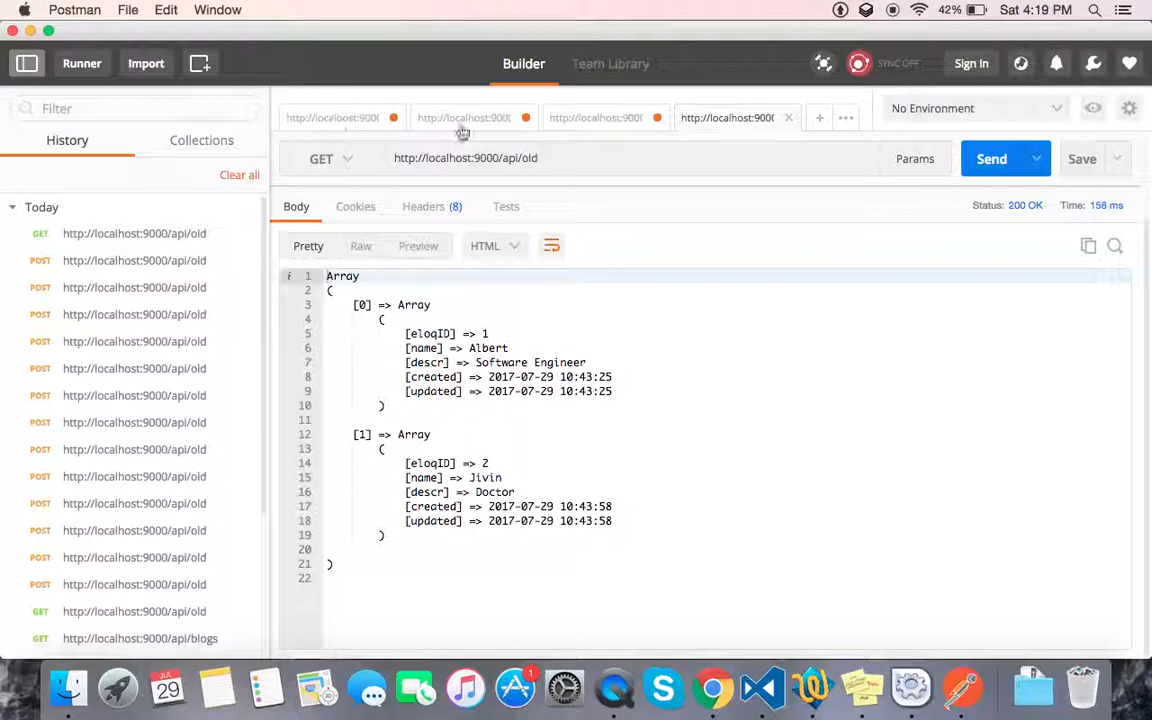 Postman File Edit Window 42% Sat 4:19 PM
Runner Import Builder Team Library SYNC OFF Sign In
Filter
History Collections
Clear all
Today
GET http://localhost:9000/api/old
POST http://localhost:9000/api/old
POST http://localhost:9000/api/old
POST http://localhost:9000/api/old
POST http://localhost:9000/api/old
POST http://localhost:9000/api/old
POST http://localhost:9000/api/old
POST http://localhost:9000/api/old
POST http://localhost:9000/api/old
POST http://localhost:9000/api/old
POST http://localhost:9000/api/old
POST http://localhost:9000/api/old
POST http://localhost:9000/api/old
POST http://localhost:9000/api/old
GET http://localhost:9000/api/old
GET http://localhost:9000/api/blogs
http://localhost:900( http://localhost:900( http://localhost:900( http://localhost:900( No Environment
GET http://localhost:9000/api/old Params Send Save
Body Cookies Headers (8) Tests Status: 200 OK Time: 158 ms
Pretty Raw Preview HTML
i 1 Array
2 (
3 [0] => Array
4 (
5 [eloqID] => 1
6 [name] => Albert
7 [descr] => Software Engineer
8 [created] => 2017-07-29 10:43:25
9 [updated] => 2017-07-29 10:43:25
10 )
11
12 [1] => Array
13 (
14 [eloqID] => 2
15 [name] => Jivin
16 [descr] => Doctor
17 [created] => 2017-07-29 10:43:58
18 [updated] => 2017-07-29 10:43:58
19 )
20
21 )
22
JUL
29
1